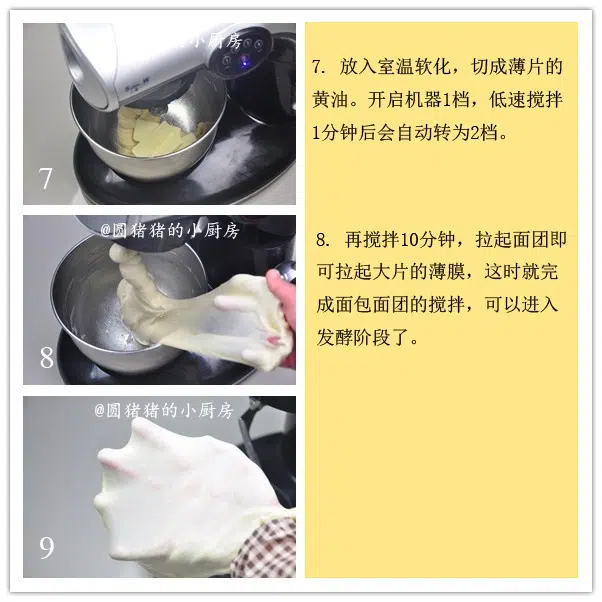 的小厨房
7
7. 放入室温软化，切成薄片的
黄油。开启机器1档，低速搅拌
1分钟后会自动转为2档。
@圆猪猪的小厨房
8
8. 再搅拌10分钟，拉起面团即
可拉起大片的薄膜，这时就完
成面包面团的搅拌，可以进入
发酵阶段了。
@圆猪猪的小厨房
9